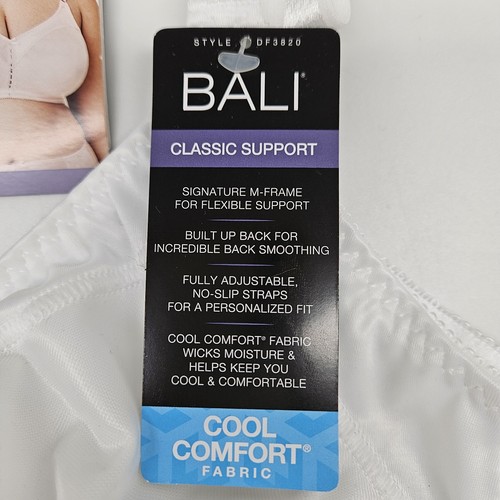 STYLE DF3820
BALI®
CLASSIC SUPPORT
SIGNATURE M-FRAME
FOR FLEXIBLE SUPPORT
BUILT UP BACK FOR
INCREDIBLE BACK SMOOTHING
FULLY ADJUSTABLE,
NO-SLIP STRAPS
FOR A PERSONALIZED FIT
COOL COMFORT® FABRIC
WICKS MOISTURE &
HELPS KEEP YOU
COOL & COMFORTABLE
COOL
COMFORT®
FABRIC